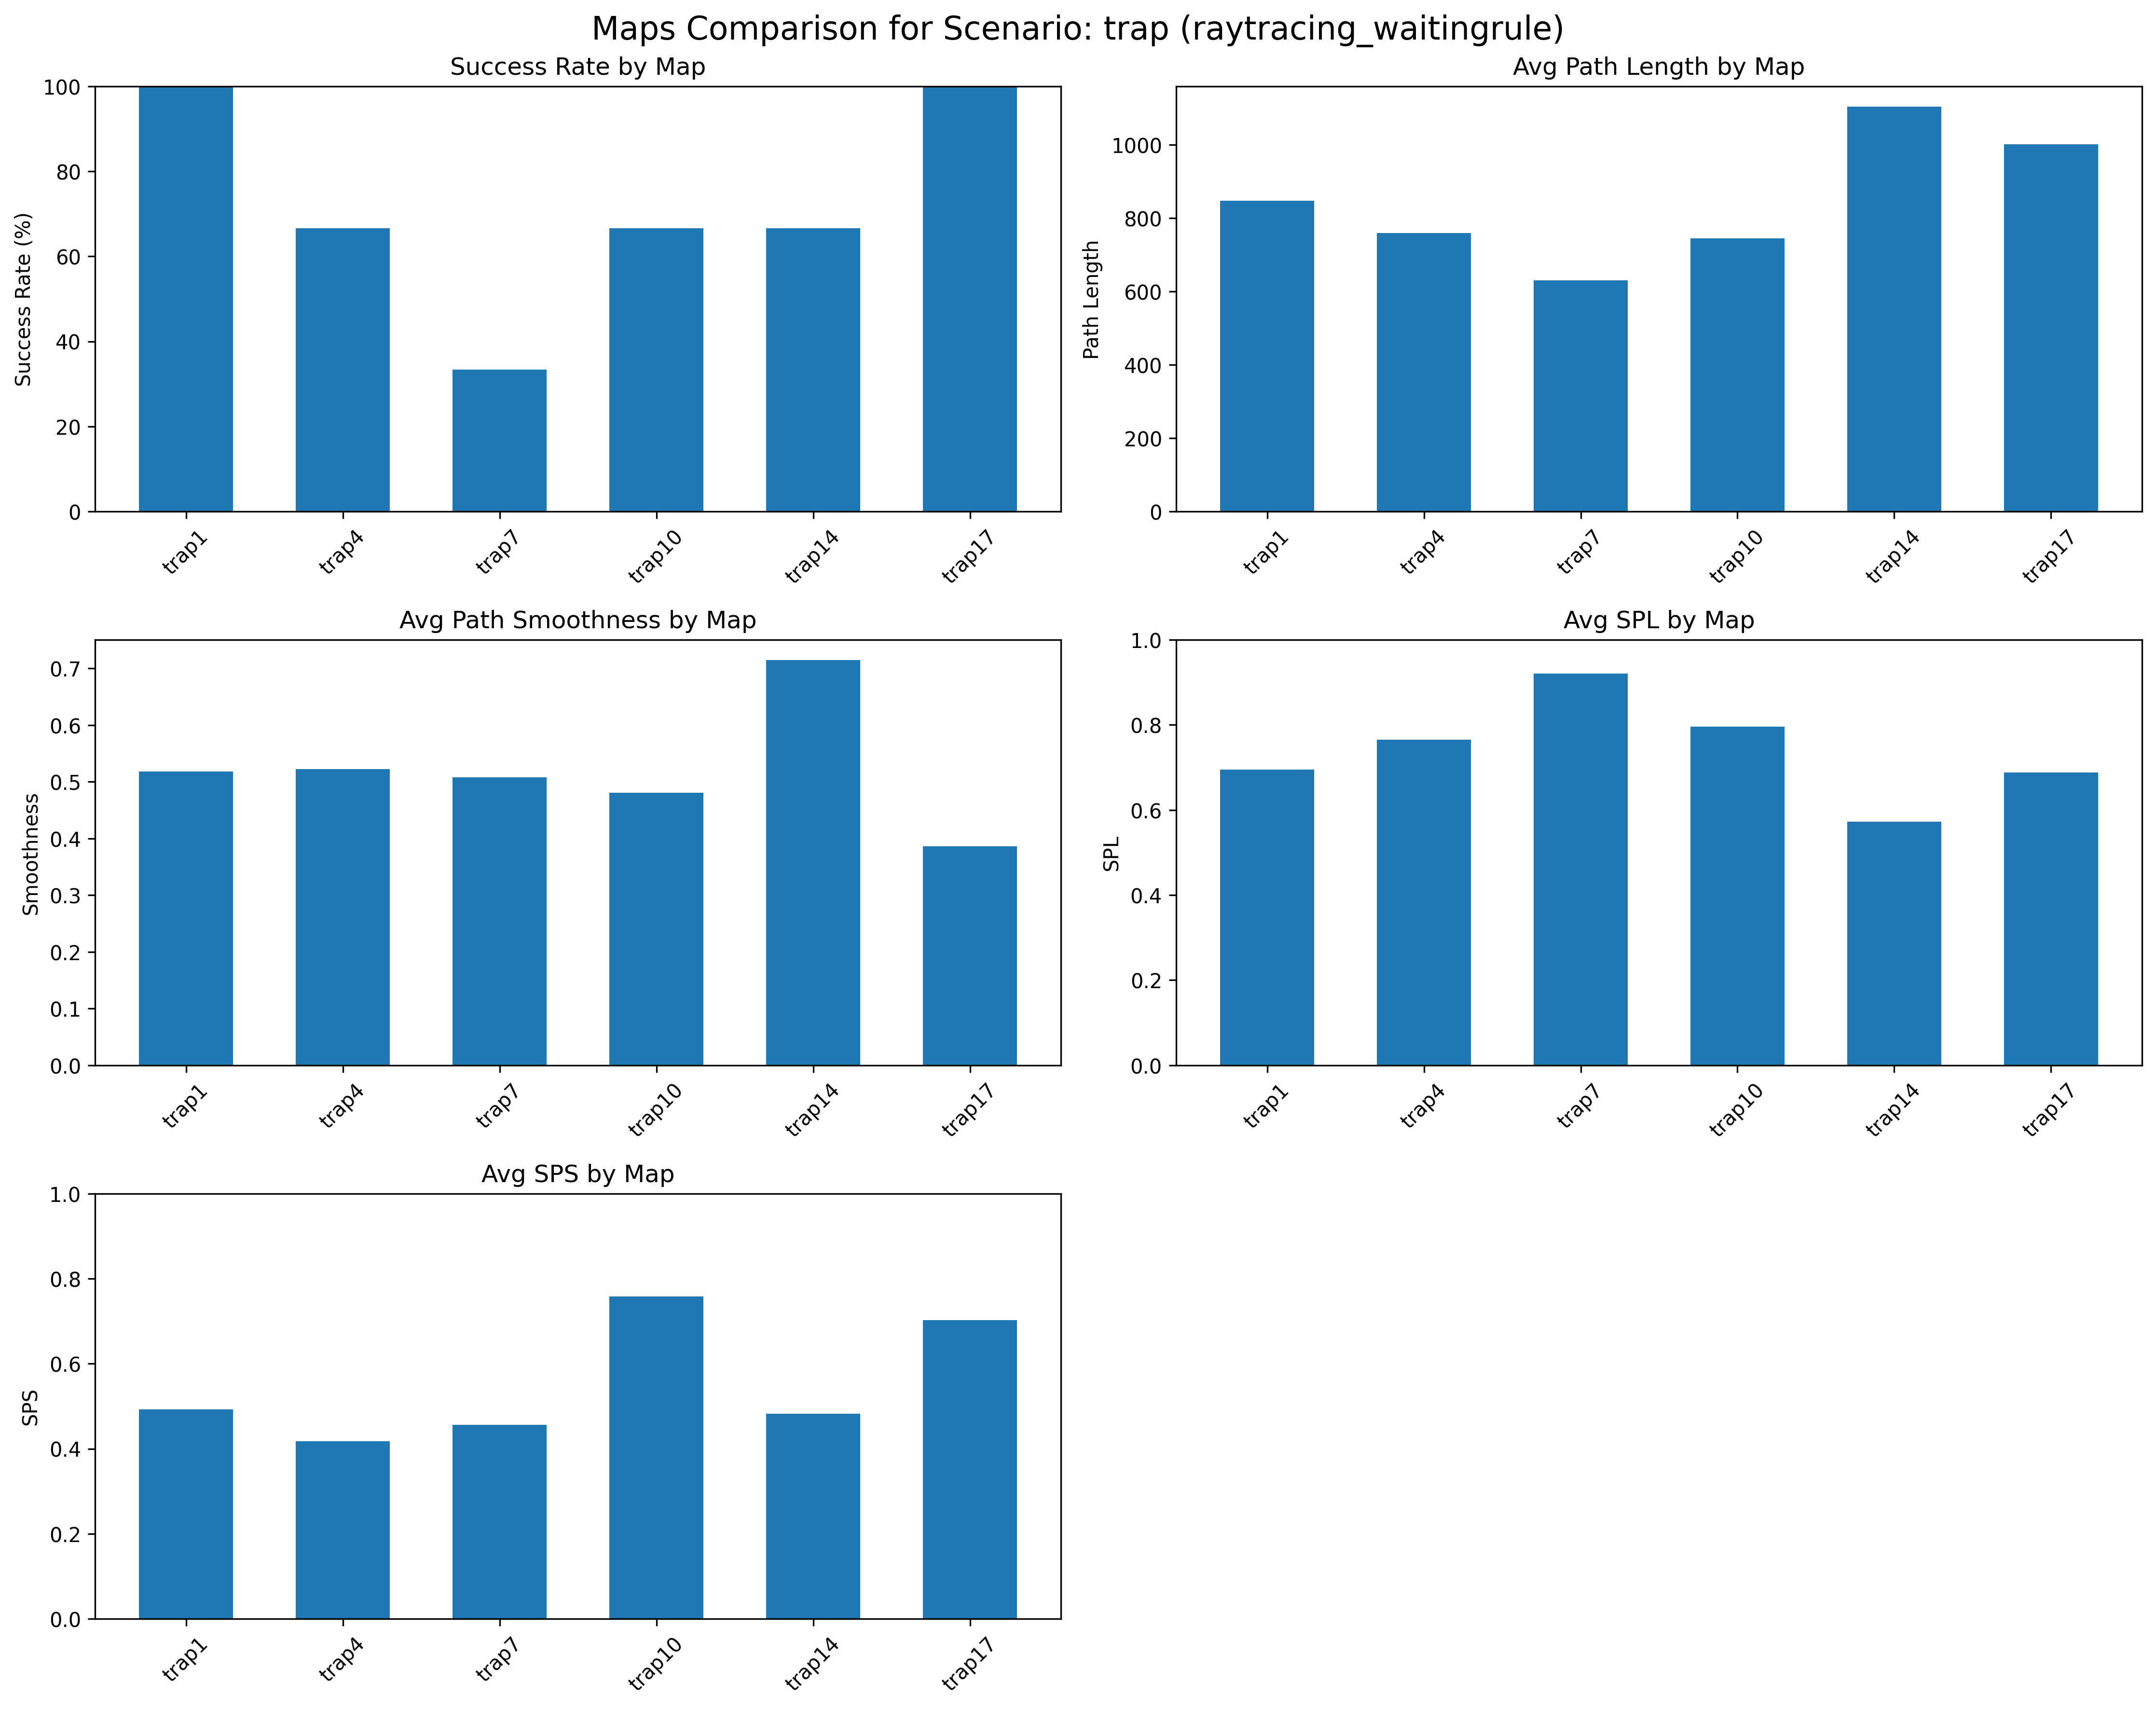 Maps Comparison for Scenario: trap (raytracing_waitingrule)
Success Rate by Map
Success Rate (%)
100
80
60
40
20
0
trap1 trap4 trap7 trap10 trap14 trap17
Avg Path Length by Map
Path Length
1000
800
600
400
200
0
trap1 trap4 trap7 trap10 trap14 trap17
Avg Path Smoothness by Map
Smoothness
0.7
0.6
0.5
0.4
0.3
0.2
0.1
0.0
trap1 trap4 trap7 trap10 trap14 trap17
Avg SPL by Map
SPL
1.0
0.8
0.6
0.4
0.2
0.0
trap1 trap4 trap7 trap10 trap14 trap17
Avg SPS by Map
SPS
1.0
0.8
0.6
0.4
0.2
0.0
trap1 trap4 trap7 trap10 trap14 trap17